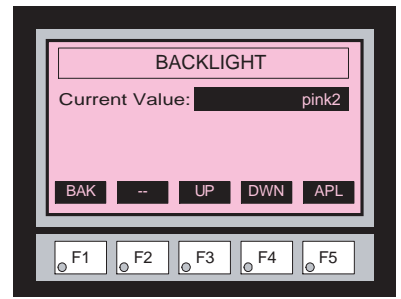 BACKLIGHT
Current Value: pink2
BAK -- UP DWN APL
F1 F2 F3 F4 F5